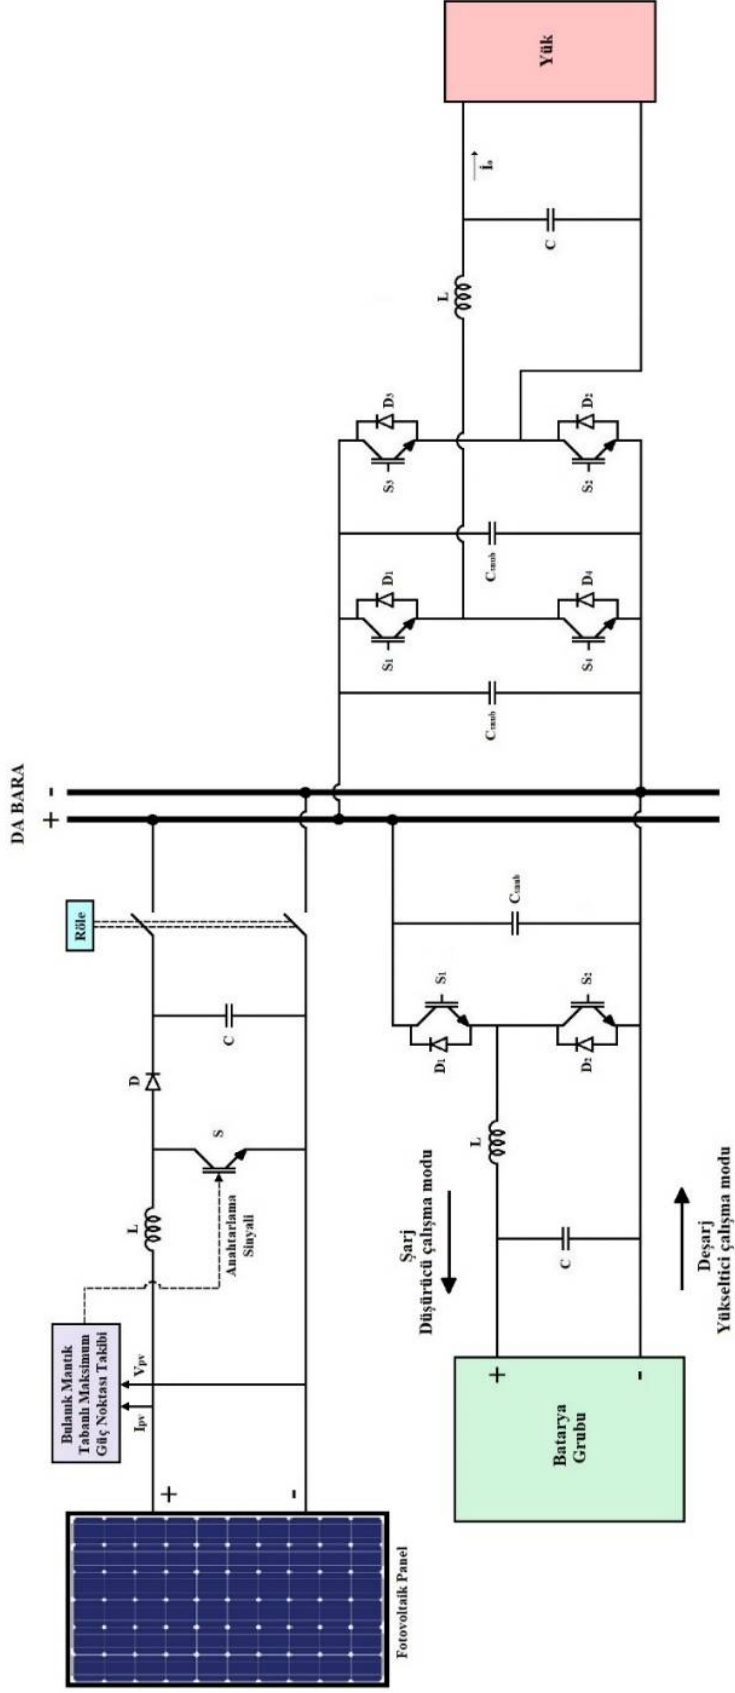 DA BARA
+ -
Bulanık Mantık
Tabanlı Maksimum
Güç Noktası Takibi
Röle
Ipv
Vpv
L
D
+
-
Anahtarlama
Sinyali
S
C
Fotovoltaik Panel
Şarj
Düşürücü çalışma modu
Batarya
Grubu
+
-
C
L
D1
S1
D2
S2
Csnub
Deşarj
Yükseltici çalışma modu
Csnub
S1
D1
S4
D4
Csnub
S3
D3
S2
D2
L
C
io
Yük